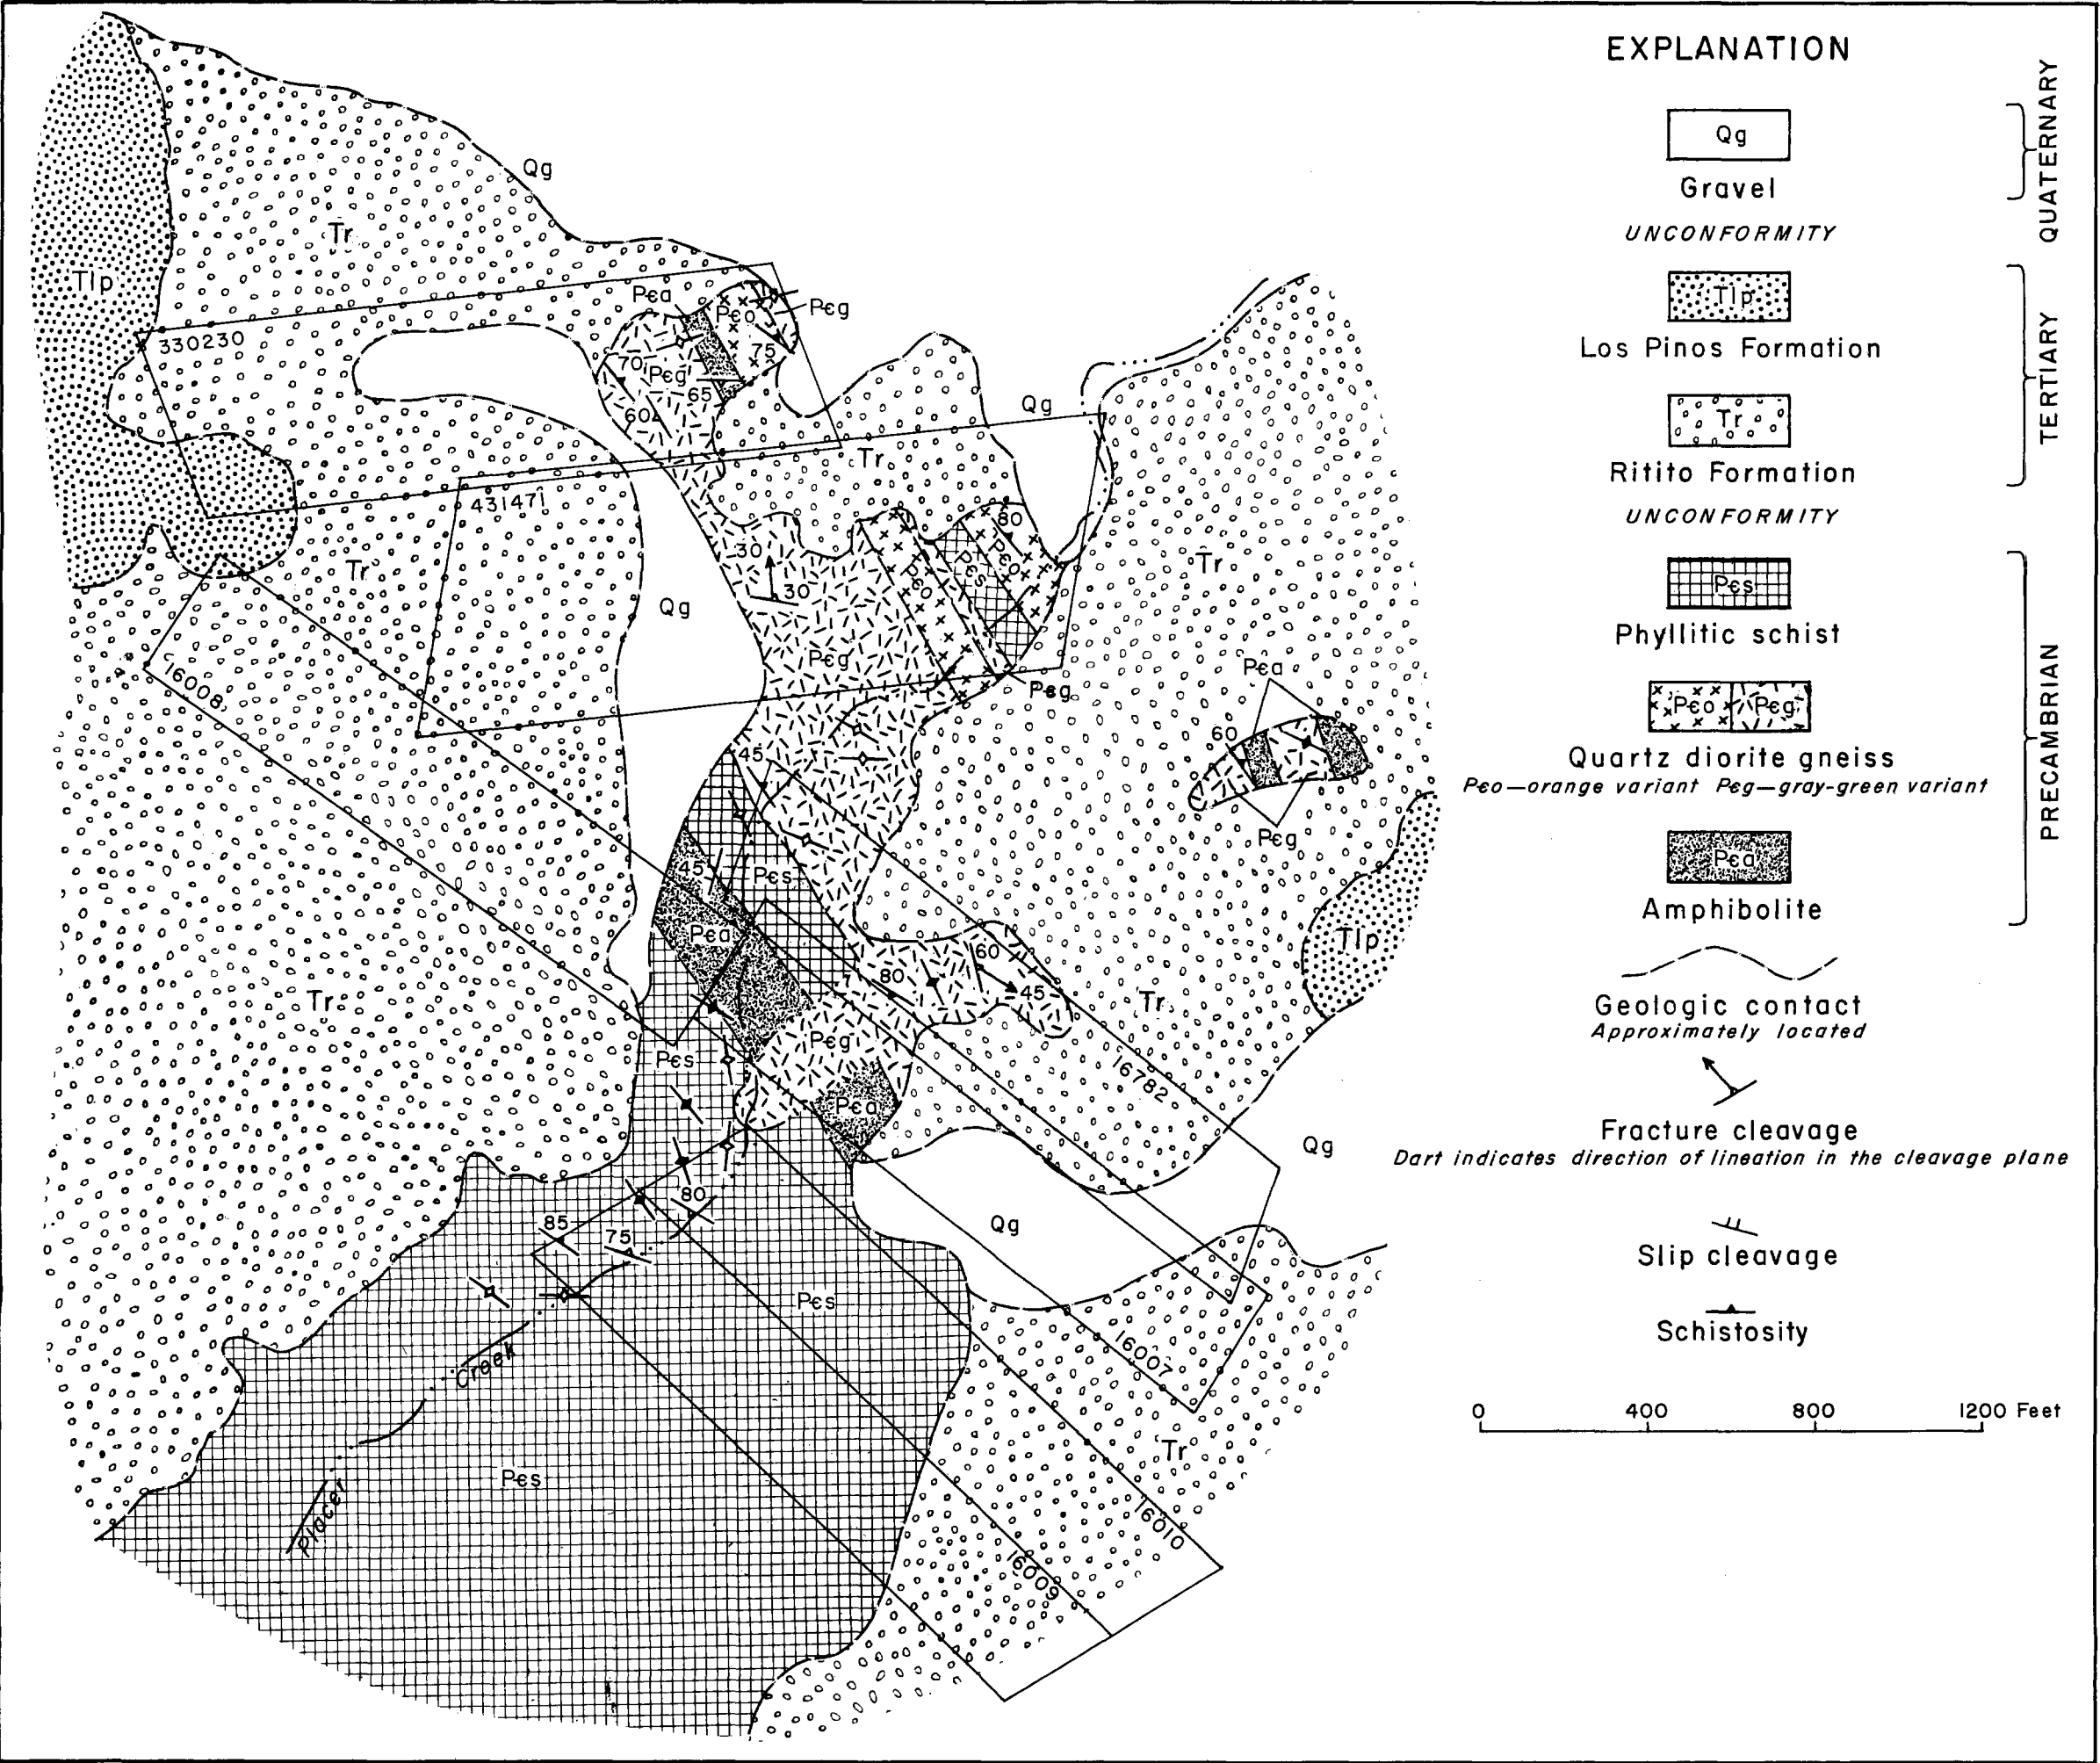 EXPLANATION
Qg
Gravel
UNCONFORMITY
Tlp
Los Pinos Formation
Tr
Ritito Formation
UNCONFORMITY
P€s
Phyllitic schist
P€o P€g
Quartz diorite gneiss
P€o—orange variant P€g—gray-green variant
P€a
Amphibolite
Geologic contact
Approximately located
Fracture cleavage
Dart indicates direction of lineation in the cleavage plane
Slip cleavage
Schistosity
0 400 800 1200 Feet
QUATERNARY
TERTIARY
PRECAMBRIAN
Qg
Tr
Tlp
P€a
P€o
P€g
330230
70
P€g
75
65
60
Qg
Tr
431471
80
30
P€s
P€o
P€o
Tr
Tr
30
Qg
P€g
P€g
P€a
16008
60
45
P€g
45
P€s
P€a
Tlp
60
80
45
Tr
Tr
P€g
P€s
16782
P€a
Qg
80
85
75
Qg
P€s
16007
Creek
Tr
P€s
Placer
16010
16009